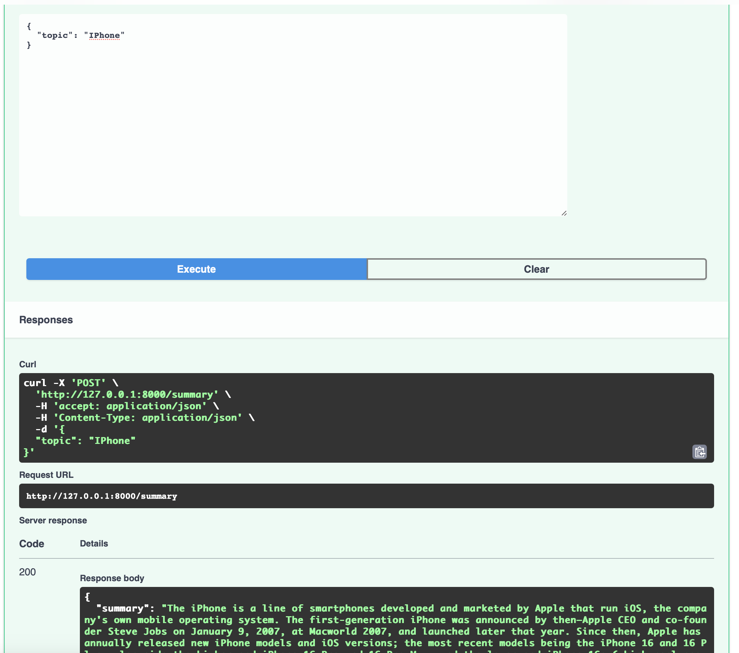 {
"topic": "IPhone"
}
Execute
Clear
Responses
Curl
curl -X 'POST' \
'http://127.0.0.1:8000/summary' \
-H 'accept: application/json' \
-H 'Content-Type: application/json' \
-d '{
"topic": "IPhone"
}'
Request URL
http://127.0.0.1:8000/summary
Server response
Code
Details
200
Response body
{
"summary": "The iPhone is a line of smartphones developed and marketed by Apple that run iOS, the compa
ny's own mobile operating system. The first-generation iPhone was announced by then–Apple CEO and co-foun
der Steve Jobs on January 9, 2007, at Macworld 2007, and launched later that year. Since then, Apple has
annually released new iPhone models and iOS versions; the most recent models being the iPhone 16 and 16 P